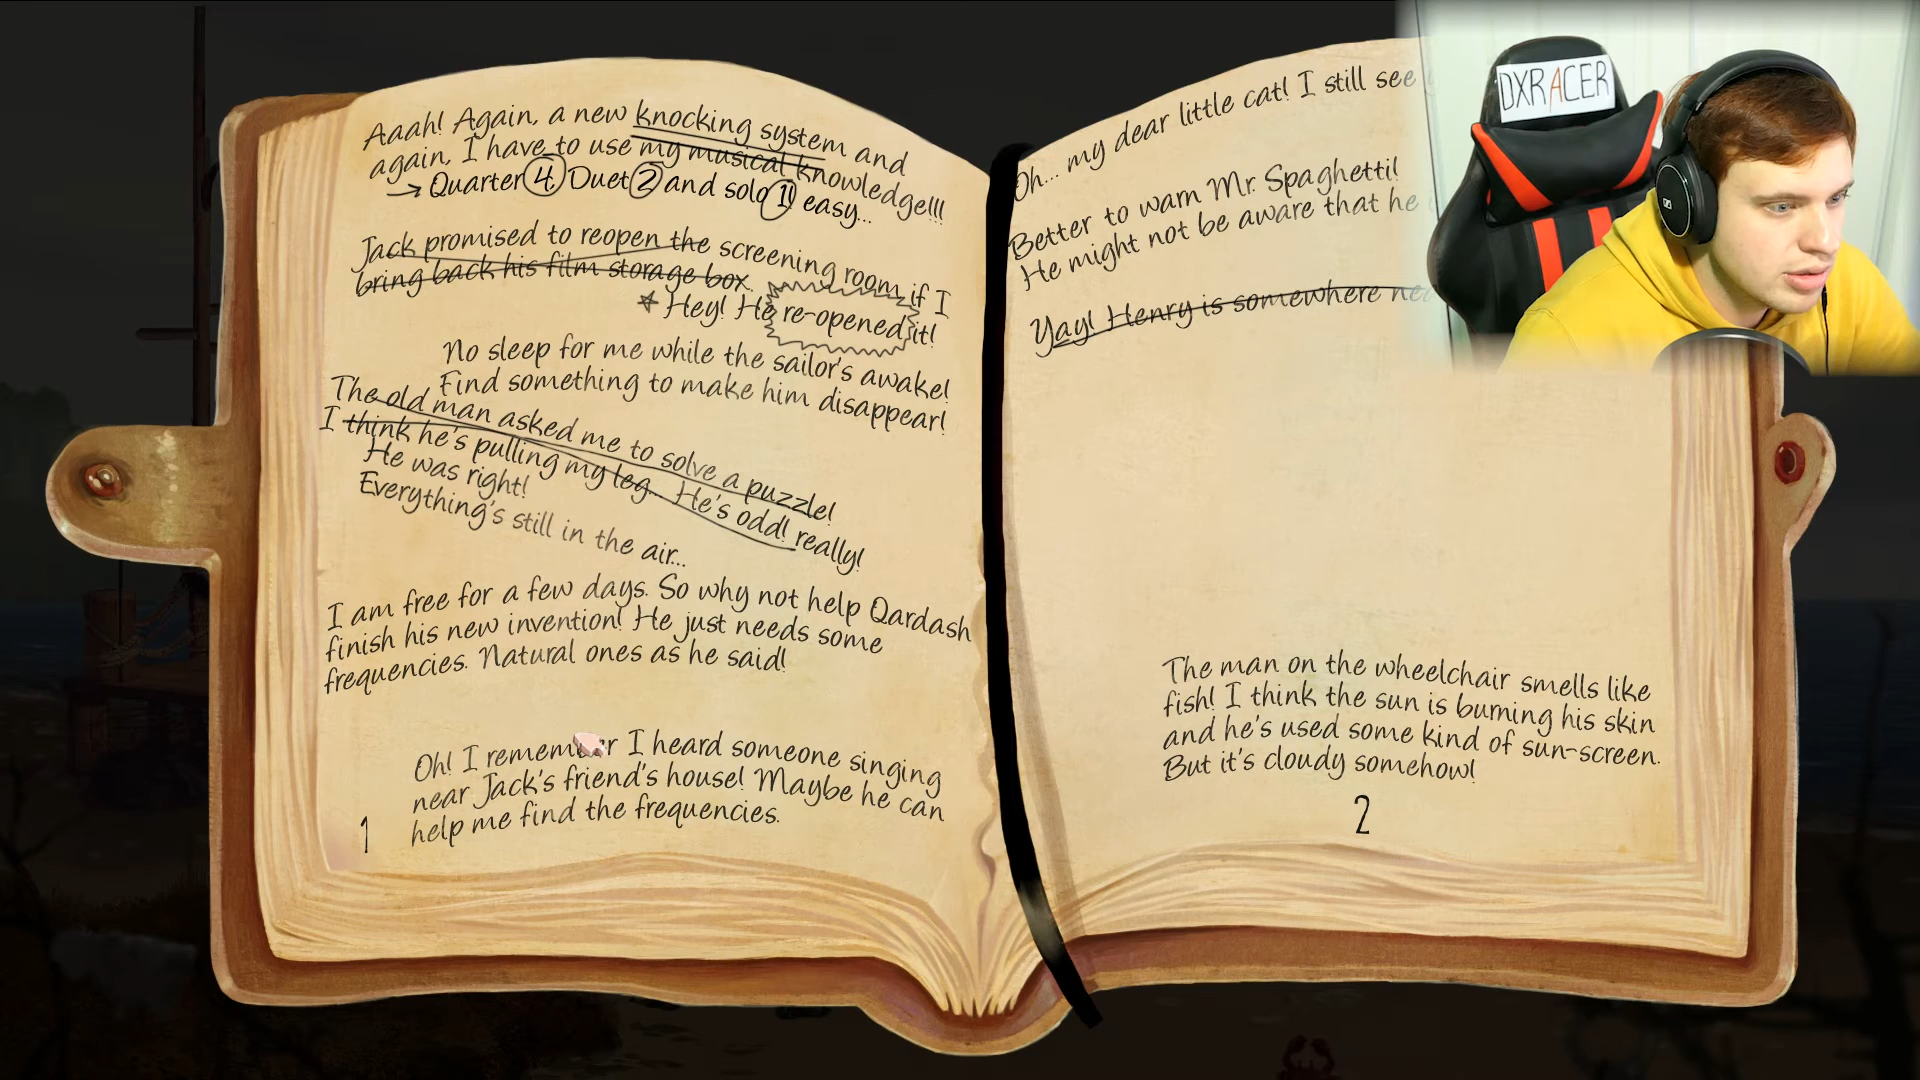 Aaah! Again, a new knocking system and
again, I have to use my musical knowledge!!!
→ Quarter 4 Duet 2 and solo 1! easy...
Jack promised to reopen the screening room if I
bring back his film storage box.
Hey! He re-opened it!
No sleep for me while the sailor's awake!
Find something to make him disappear!
The old man asked me to solve a puzzle!
I think he's pulling my leg... He's odd! really!
He was right!
Everything's still in the air...
I am free for a few days. So why not help Qardash
finish his new invention! He just needs some
frequencies. Natural ones as he said!
Oh! I remember I heard someone singing
near Jack's friend's house! Maybe he can
help me find the frequencies.
1
Oh... my dear little cat! I still see
Better to warn Mr. Spaghetti!
He might not be aware that he
Yay! Henry is somewhere
The man on the wheelchair smells like
fish! I think the sun is burning his skin
and he's used some kind of sun-screen.
But it's cloudy somehow!
2
DXRACER